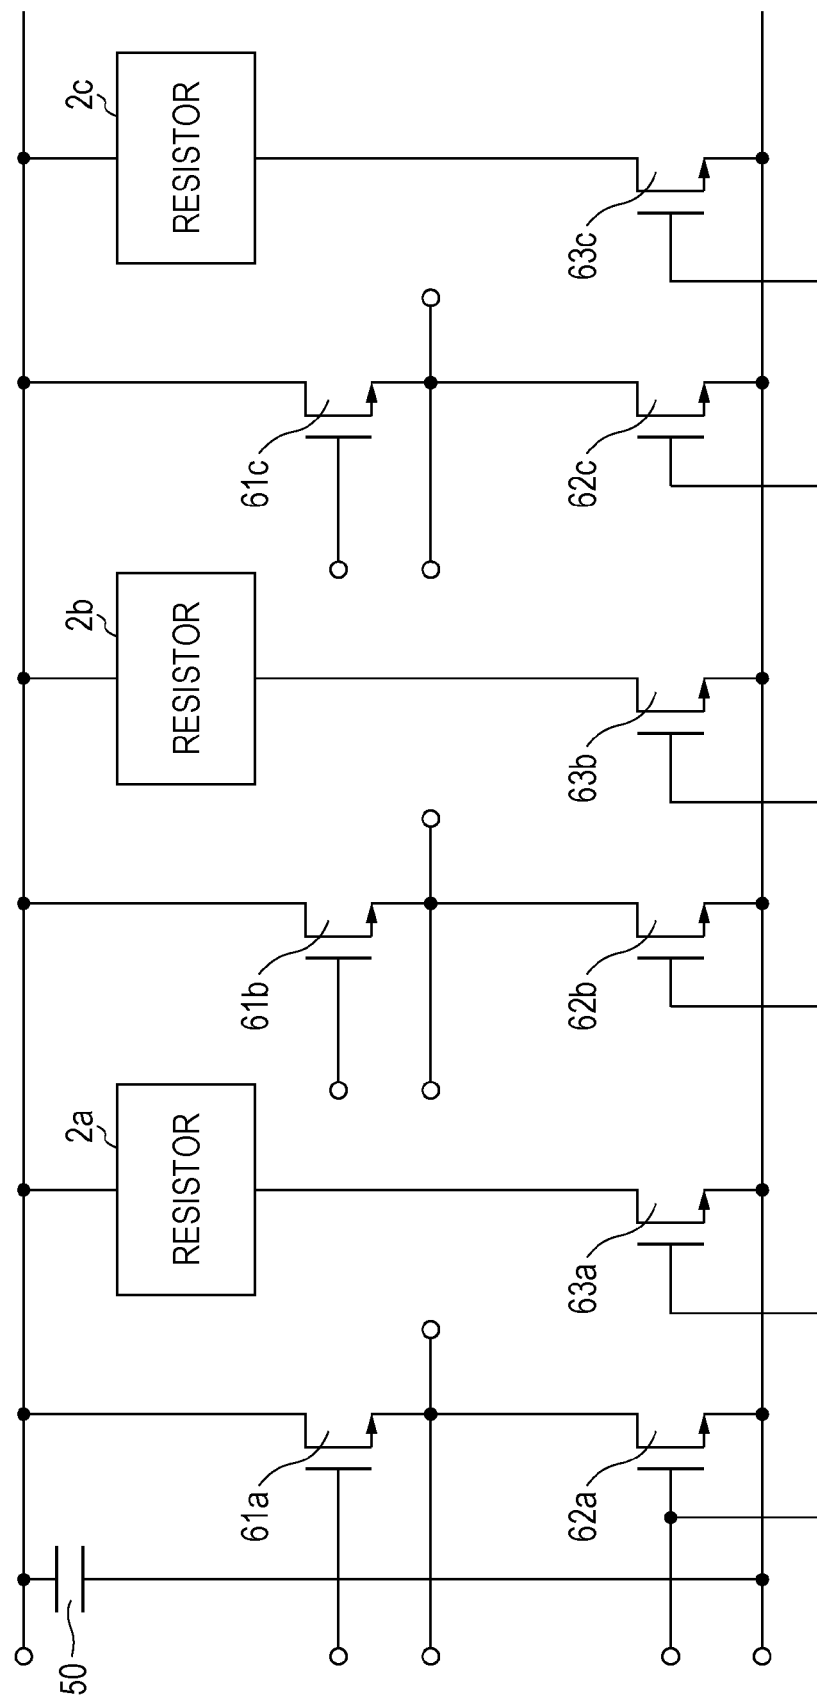 2c
RESISTOR
63c
61c
62c
2b
RESISTOR
63b
61b
62b
2a
RESISTOR
63a
61a
62a
50